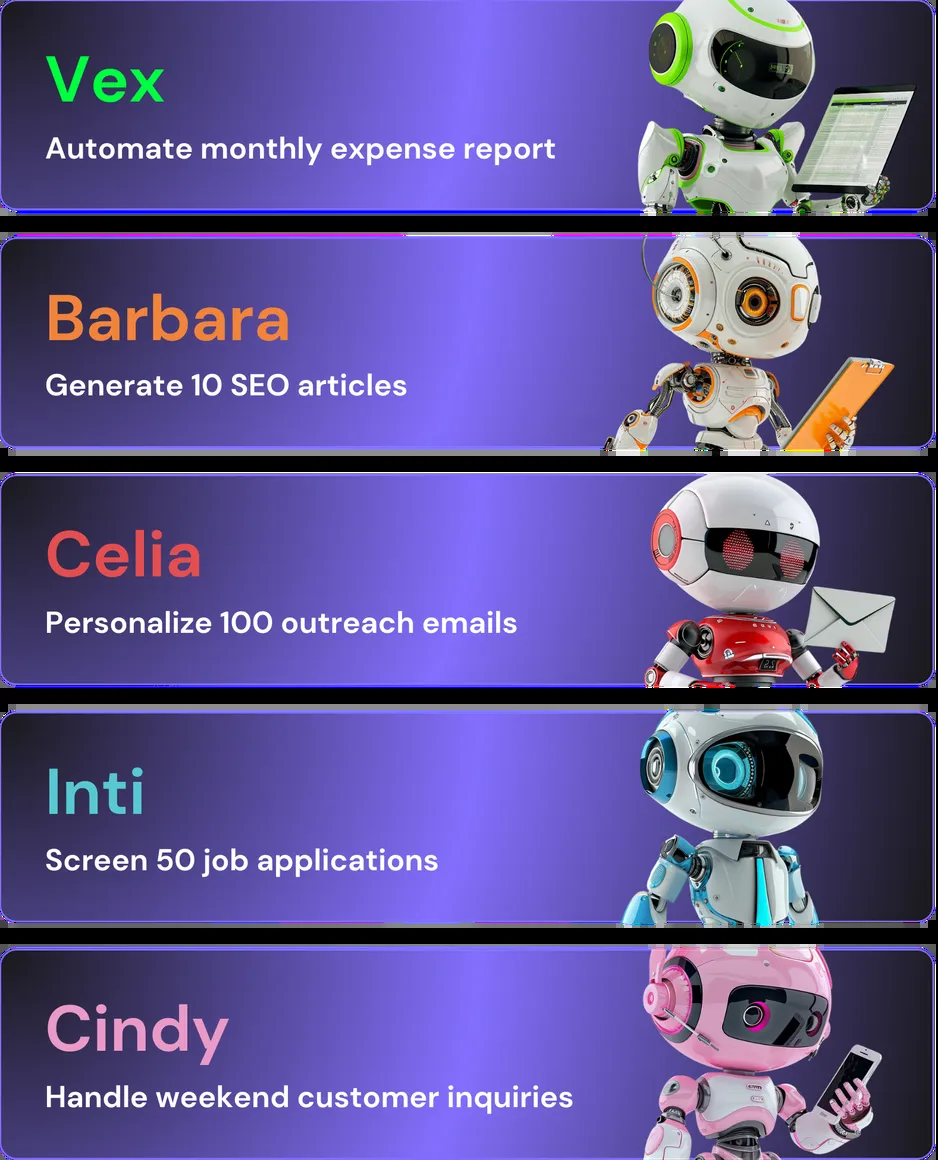 Vex
Automate monthly expense report
Barbara
Generate 10 SEO articles
Celia
Personalize 100 outreach emails
Inti
Screen 50 job applications
Cindy
Handle weekend customer inquiries